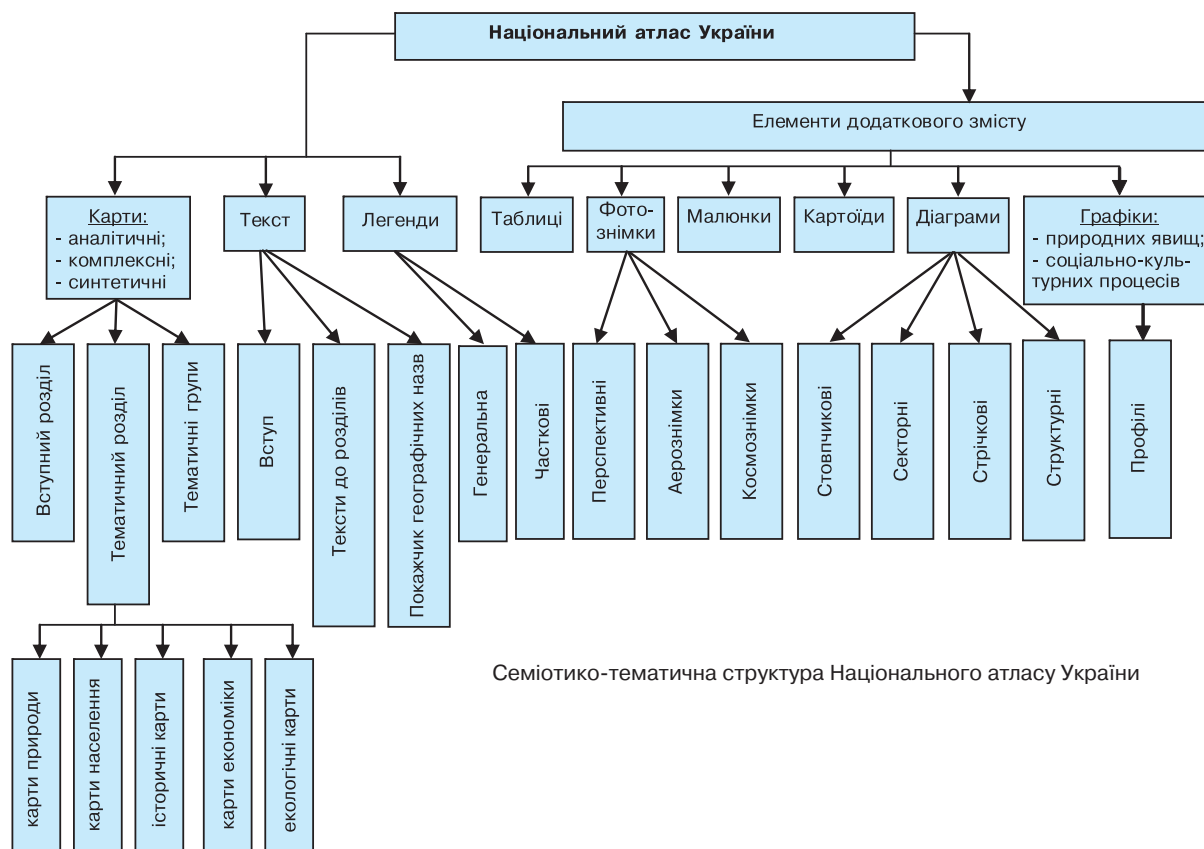 Національний атлас України
Елементи додаткового змісту
Карти:
- аналітичні;
- комплексні;
- синтетичні
Текст
Легенди
Таблиці
Фото-
знімки
Малюнки
Картоїди
Діаграми
Графіки:
- природних явищ;
- соціально-куль-
турних процесів
Вступний розділ
Тематичний розділ
Тематичні групи
Вступ
Тексти до розділів
Покажчик географічних назв
Генеральна
Часткові
Перспективні
Аерознімки
Космознімки
Стовпчикові
Секторні
Стрічкові
Структурні
Профілі
карти природи
карти населення
історичні карти
карти економіки
екологічні карти
Семіотико-тематична структура Національного атласу України